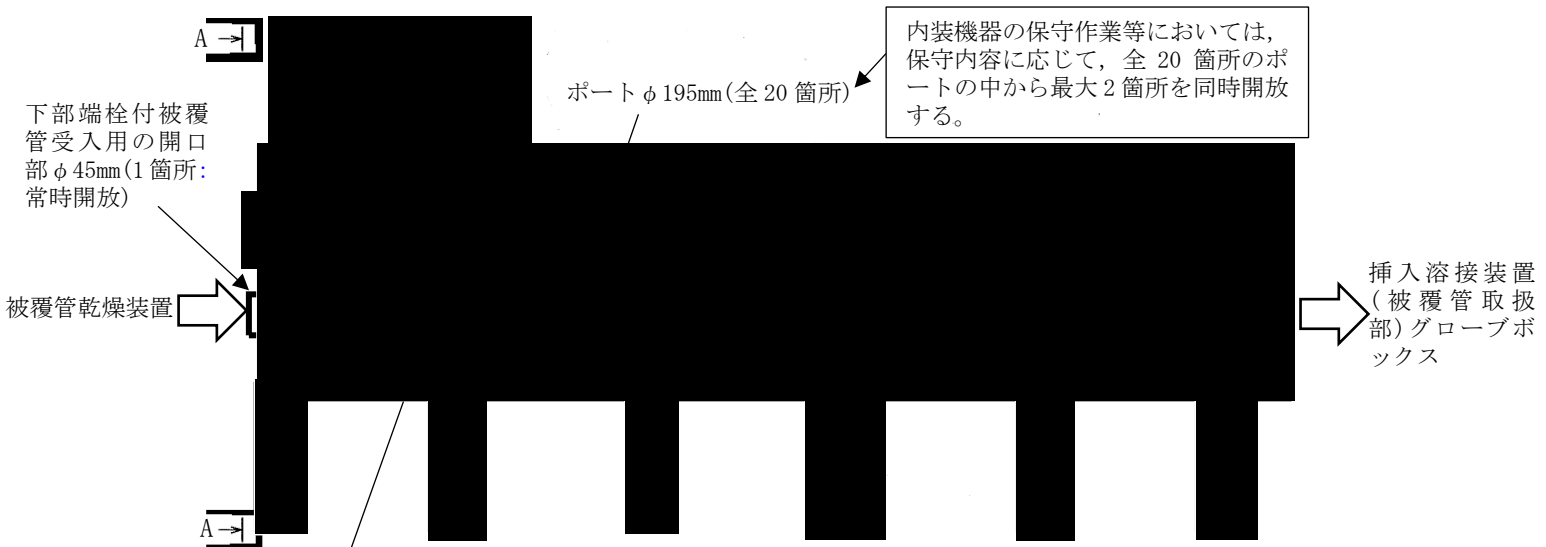 A
内装機器の保守作業等においては,
保守内容に応じて, 全 20 箇所のポ
ートの中から最大 2 箇所を同時開放
する。
ポートφ195mm(全 20 箇所)
下部端栓付被覆
管受入用の開口
部φ45mm(1 箇所:
常時開放)
被覆管乾燥装置
挿入溶接装置
(被覆管取扱
部)グローブボ
ックス
A